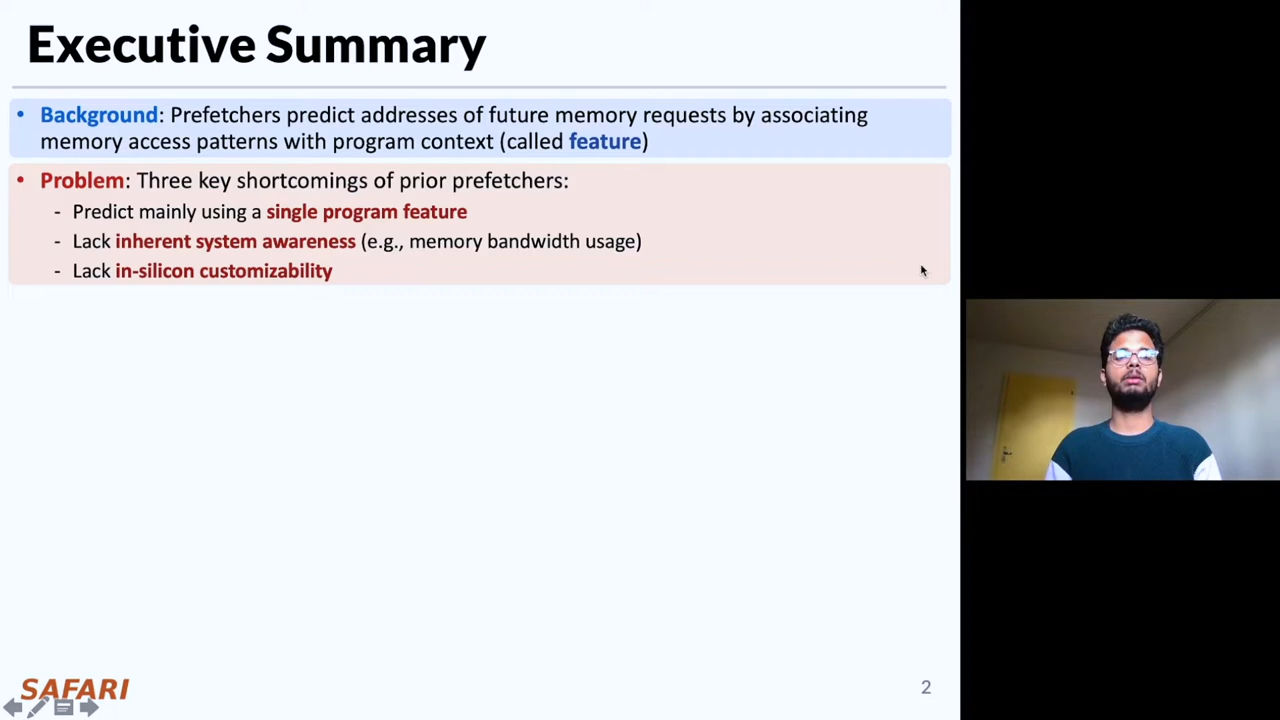 Executive Summary
• Background: Prefetchers predict addresses of future memory requests by associating
memory access patterns with program context (called feature)
• Problem: Three key shortcomings of prior prefetchers:
- Predict mainly using a single program feature
- Lack inherent system awareness (e.g., memory bandwidth usage)
- Lack in-silicon customizability
SAFARI
2